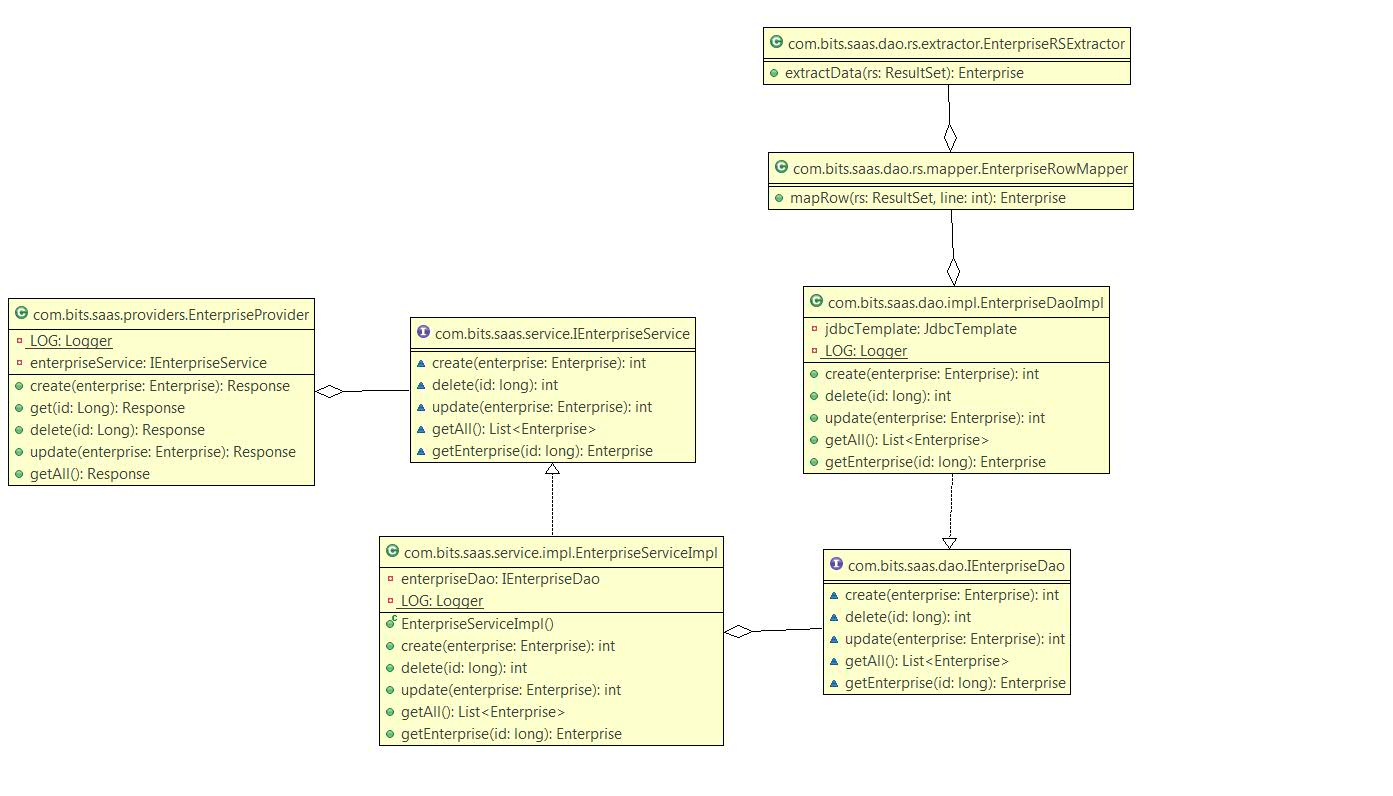 com.bits.saas.dao.rs.extractor.EnterpriseRSExtractor
extractData(rs: ResultSet): Enterprise
com.bits.saas.dao.rs.mapper.EnterpriseRowMapper
mapRow(rs: ResultSet, line: int): Enterprise
com.bits.saas.providers.EnterpriseProvider
LOG: Logger
enterpriseService: IEnterpriseService
create(enterprise: Enterprise): Response
get(id: Long): Response
delete(id: Long): Response
update(enterprise: Enterprise): Response
getAll(): Response
I com.bits.saas.service.IEnterpriseService
create(enterprise: Enterprise): int
delete(id: long): int
update(enterprise: Enterprise): int
getAll(): List<Enterprise>
getEnterprise(id: long): Enterprise
C com.bits.saas.dao.impl.EnterpriseDaoImpl
jdbcTemplate: JdbcTemplate
LOG: Logger
create(enterprise: Enterprise): int
delete(id: long): int
update(enterprise: Enterprise): int
getAll(): List<Enterprise>
getEnterprise(id: long): Enterprise
C com.bits.saas.service.impl.EnterpriseServiceImpl
enterpriseDao: IEnterpriseDao
LOG: Logger
EnterpriseServiceImpl()
create(enterprise: Enterprise): int
delete(id: long): int
update(enterprise: Enterprise): int
getAll(): List<Enterprise>
getEnterprise(id: long): Enterprise
I com.bits.saas.dao.IEnterpriseDao
create(enterprise: Enterprise): int
delete(id: long): int
update(enterprise: Enterprise): int
getAll(): List<Enterprise>
getEnterprise(id: long): Enterprise